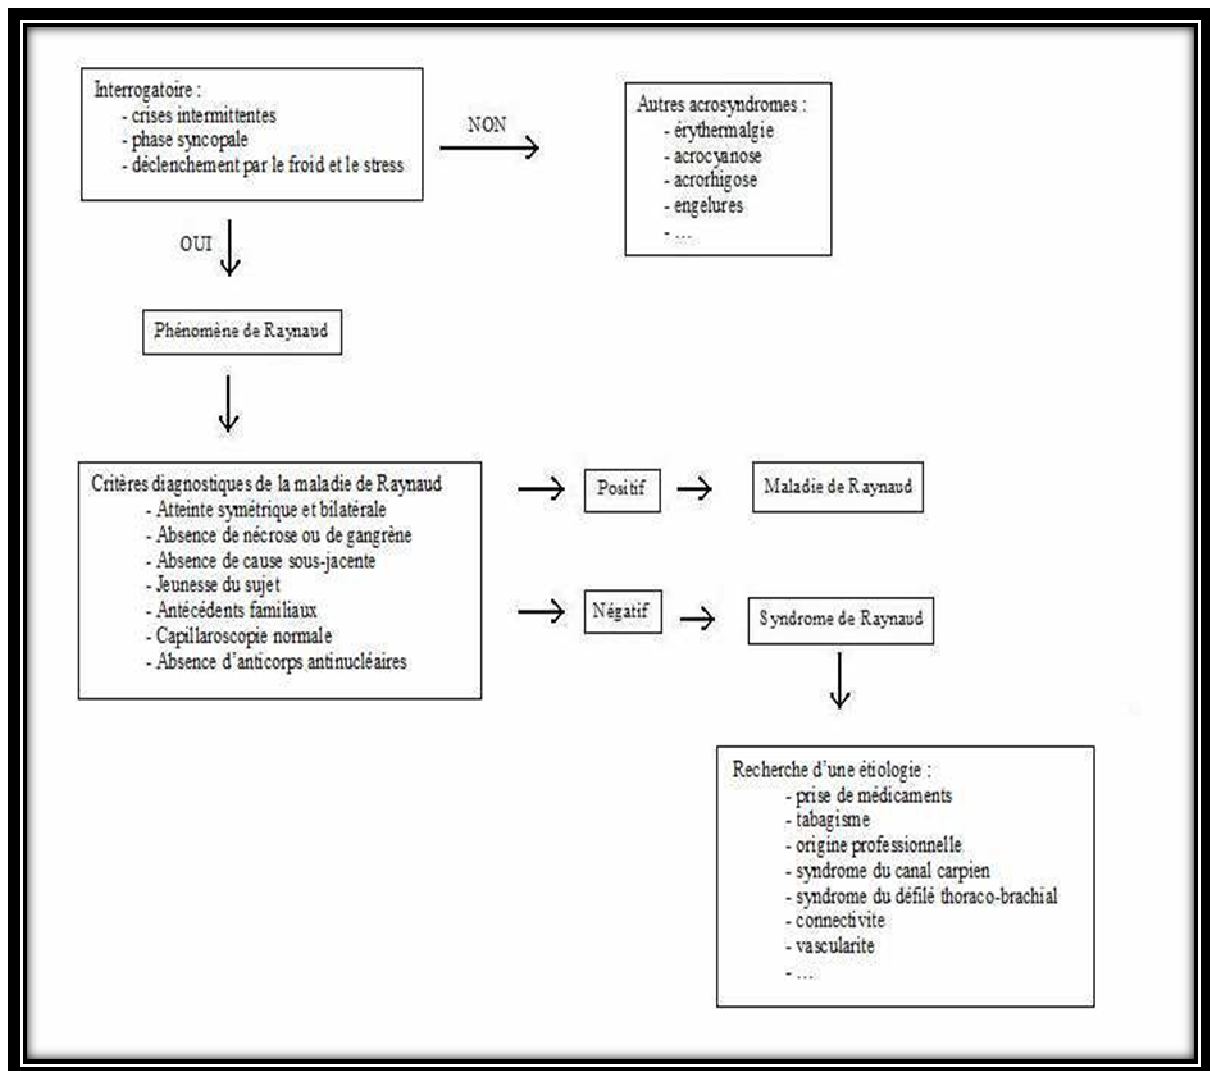 Interrogatoire :
- crises intermittentes
- phase syncopale
- déclenchement par le froid et le stress
NON
Autres acrosyndromes :
- érythermalgie
- acrocyanose
- acrorhigose
- engelures
- ...
OUI
Phénomène de Raynaud
Critères diagnostiques de la maladie de Raynaud
- Atteinte symétrique et bilatérale
- Absence de nécrose ou de gangrène
- Absence de cause sous-jacente
- Jeunesse du sujet
- Antécédents familiaux
- Capillaroscopie normale
- Absence d'anticorps antinucléaires
Positif
Maladie de Raynaud
Négatif
Syndrome de Raynaud
Recherche d'une étiologie :
- prise de médicaments
- tabagisme
- origine professionnelle
- syndrome du canal carpien
- syndrome du défilé thoraco-brachial
- connectivite
- vascularite
- ...